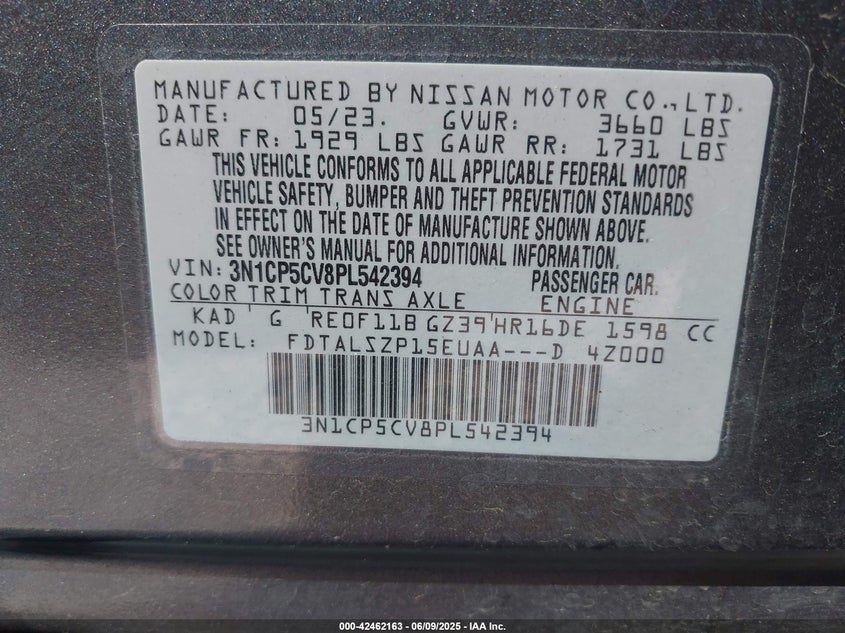 MANUFACTURED BY NISSAN MOTOR CO.,LTD.
DATE: 05/23. GVWR: 3660 LBS
GAWR FR: 1929 LBS GAWR RR: 1731 LBS
THIS VEHICLE CONFORMS TO ALL APPLICABLE FEDERAL MOTOR
VEHICLE SAFETY, BUMPER AND THEFT PREVENTION STANDARDS
IN EFFECT ON THE DATE OF MANUFACTURE SHOWN ABOVE.
SEE OWNER'S MANUAL FOR ADDITIONAL INFORMATION.
VIN: 3N1CP5CV8PL542394 PASSENGER CAR.
COLOR TRIM TRANS AXLE ENGINE
KAD G RE0F11B GZ39 HR16DE 1598 CC
MODEL: FDTALSZP15EUAA---D 4Z000
3N1CP5CV8PL542394
000-42462163 - 06/09/2025 - IAA Inc.